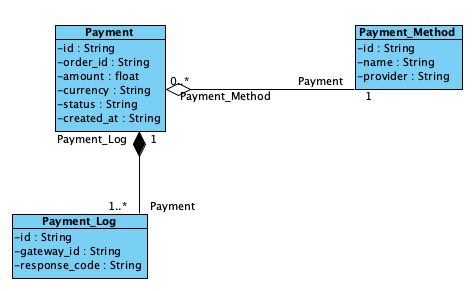 Payment
-id : String
-order_id : String
-amount : float
-currency : String
-status : String
-created_at : String
Payment_Method
-id : String
-name : String
-provider : String
0..*
Payment
Payment_Method
1
Payment_Log
1
1..*
Payment
Payment_Log
-id : String
-gateway_id : String
-response_code : String